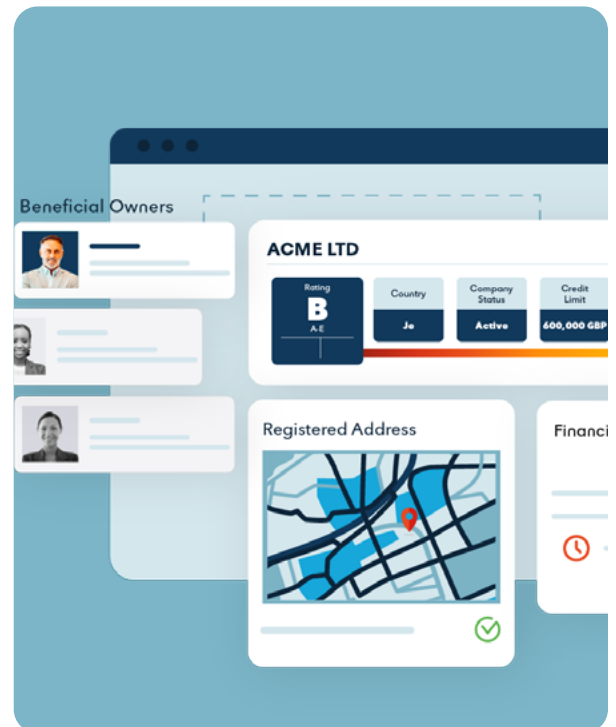 Beneficial Owners
ACME LTD
Rating
B
A-E
Country
Je
Company
Status
Active
Credit
Limit
600,000 GBP
Registered Address
Financi